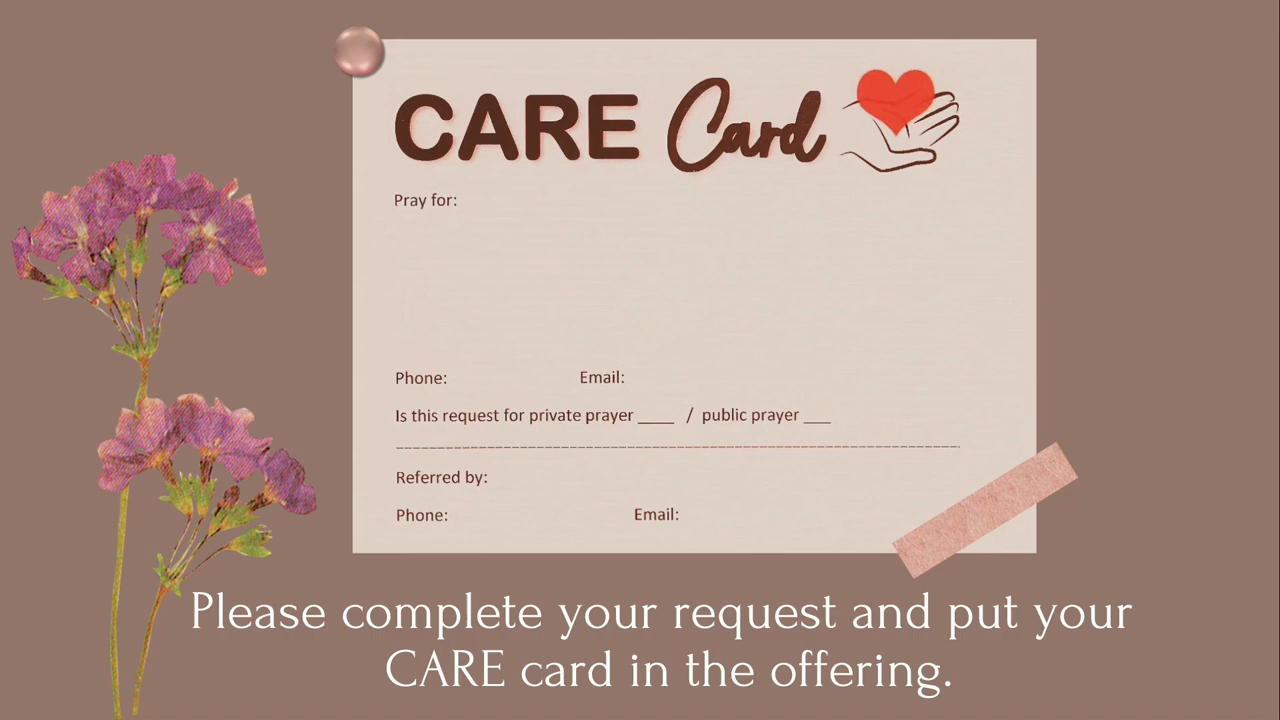 CARE Card
Pray for:
Phone: Email:
Is this request for private prayer ____ / public prayer ___
Referred by:
Phone: Email:
Please complete your request and put your
CARE card in the offering.